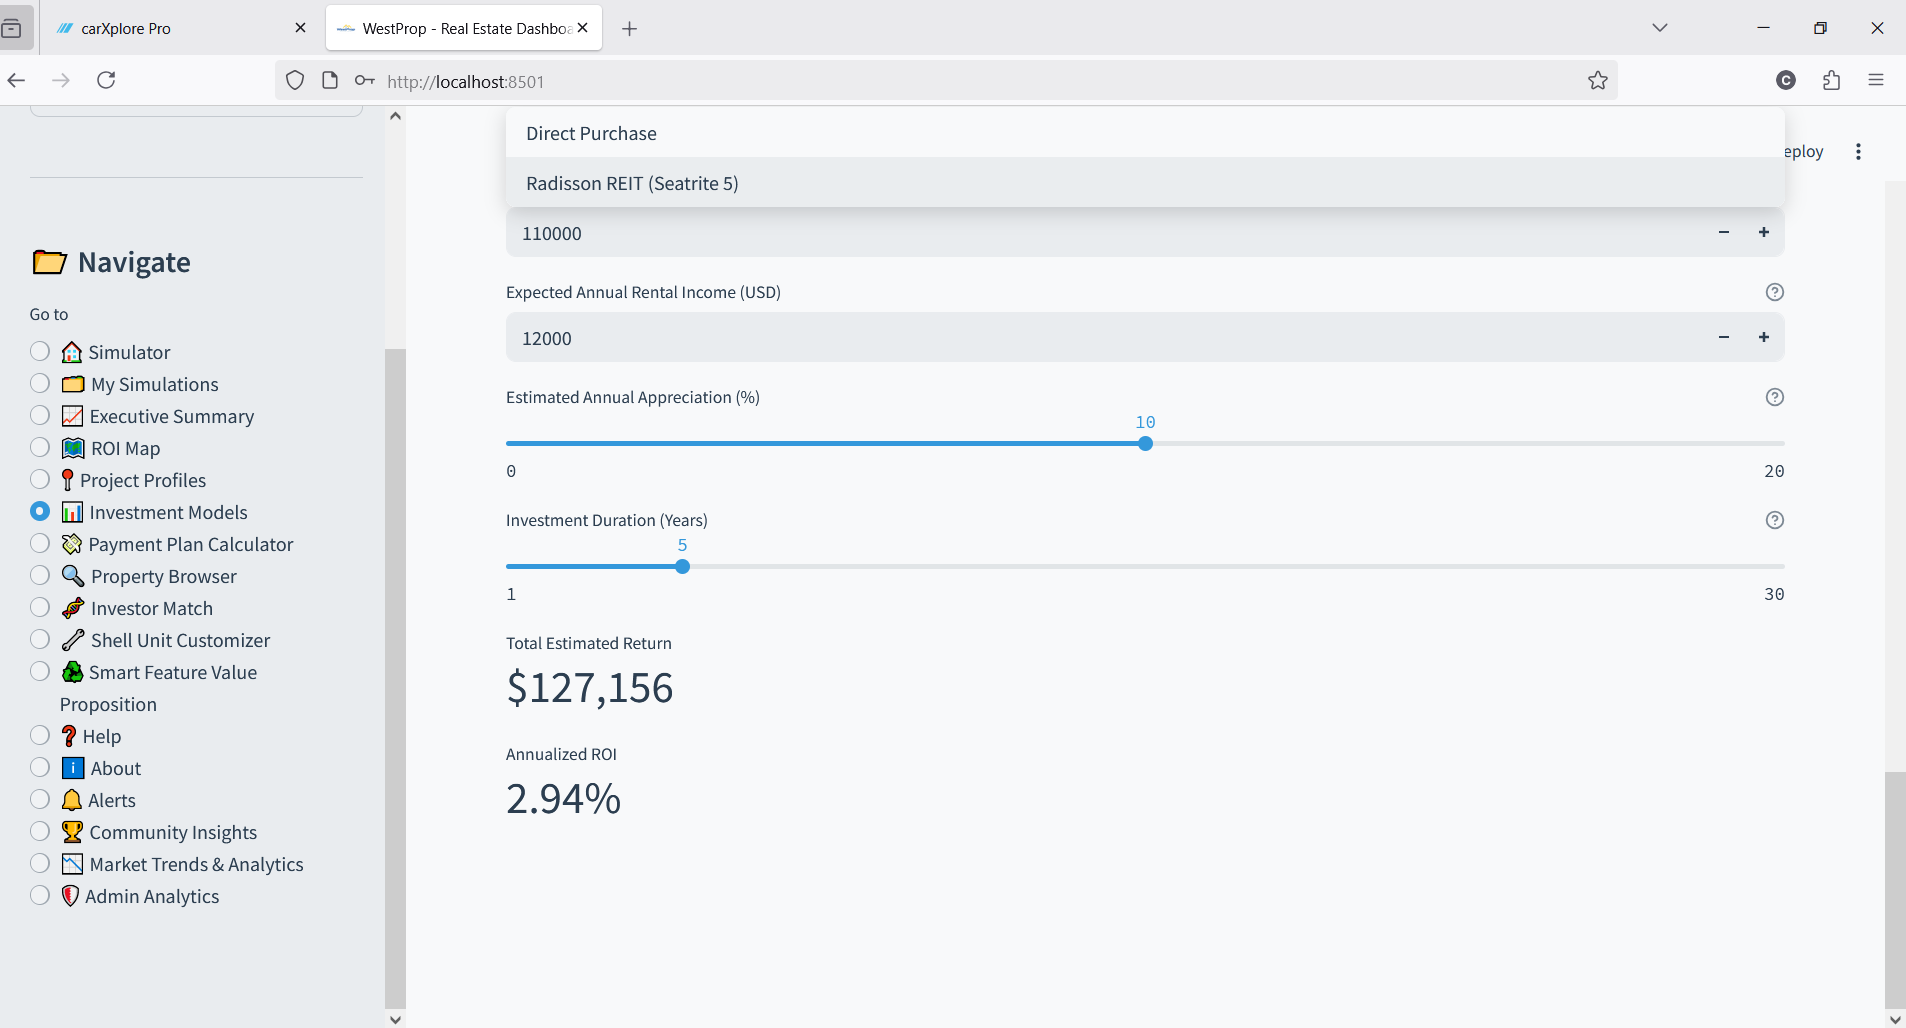 carXplore Pro
WestProp - Real Estate Dashboa
http://localhost:8501
C
Direct Purchase
Radisson REIT (Seatrite 5)
eploy
110000
Navigate
Go to
Simulator
My Simulations
Executive Summary
ROI Map
Project Profiles
Investment Models
Payment Plan Calculator
Property Browser
Investor Match
Shell Unit Customizer
Smart Feature Value
Proposition
Help
About
Alerts
Community Insights
Market Trends & Analytics
Admin Analytics
Expected Annual Rental Income (USD)
12000
Estimated Annual Appreciation (%)
10
0 20
Investment Duration (Years)
5
1 30
Total Estimated Return
$127,156
Annualized ROI
2.94%